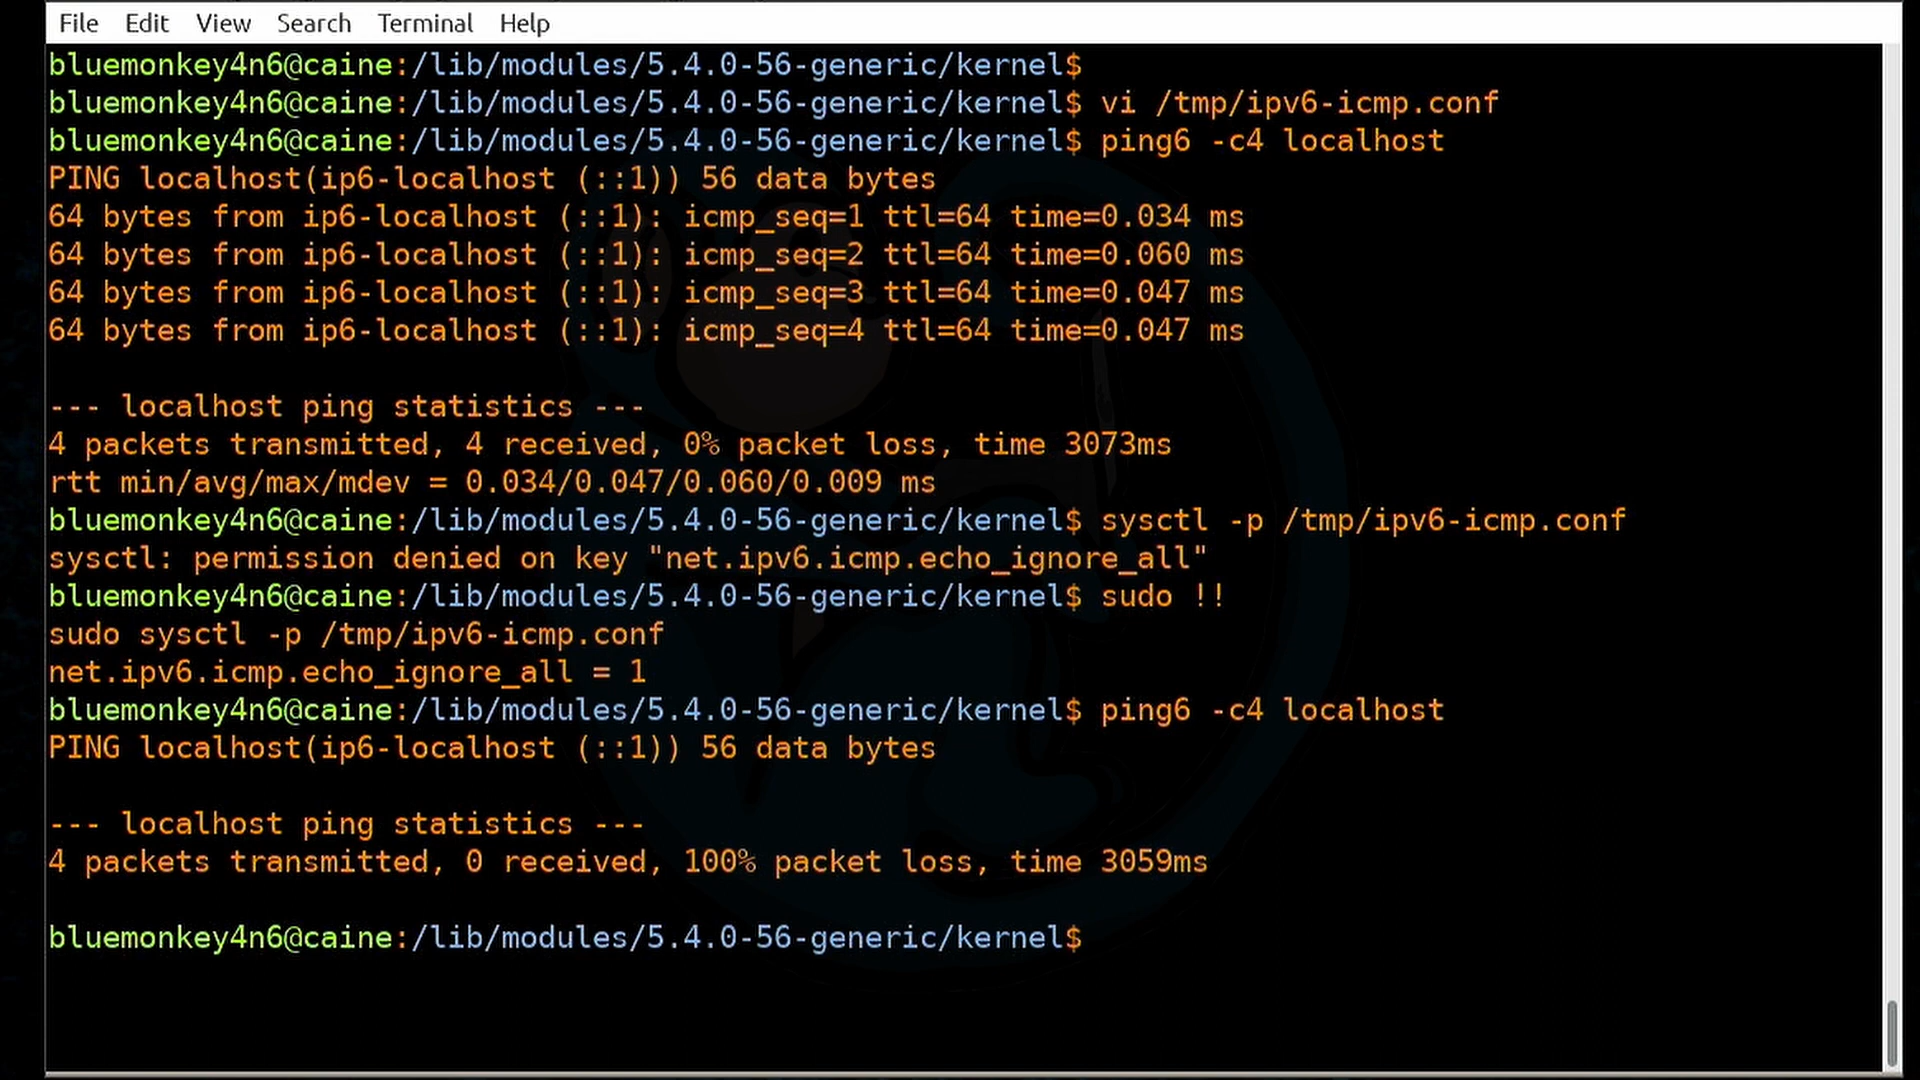 File Edit View Search Terminal Help
bluemonkey4n6@caine:/lib/modules/5.4.0-56-generic/kernel$
bluemonkey4n6@caine:/lib/modules/5.4.0-56-generic/kernel$ vi /tmp/ipv6-icmp.conf
bluemonkey4n6@caine:/lib/modules/5.4.0-56-generic/kernel$ ping6 -c4 localhost
PING localhost(ip6-localhost (::1)) 56 data bytes
64 bytes from ip6-localhost (::1): icmp_seq=1 ttl=64 time=0.034 ms
64 bytes from ip6-localhost (::1): icmp_seq=2 ttl=64 time=0.060 ms
64 bytes from ip6-localhost (::1): icmp_seq=3 ttl=64 time=0.047 ms
64 bytes from ip6-localhost (::1): icmp_seq=4 ttl=64 time=0.047 ms
--- localhost ping statistics ---
4 packets transmitted, 4 received, 0% packet loss, time 3073ms
rtt min/avg/max/mdev = 0.034/0.047/0.060/0.009 ms
bluemonkey4n6@caine:/lib/modules/5.4.0-56-generic/kernel$ sysctl -p /tmp/ipv6-icmp.conf
sysctl: permission denied on key "net.ipv6.icmp.echo_ignore_all"
bluemonkey4n6@caine:/lib/modules/5.4.0-56-generic/kernel$ sudo !!
sudo sysctl -p /tmp/ipv6-icmp.conf
net.ipv6.icmp.echo_ignore_all = 1
bluemonkey4n6@caine:/lib/modules/5.4.0-56-generic/kernel$ ping6 -c4 localhost
PING localhost(ip6-localhost (::1)) 56 data bytes
--- localhost ping statistics ---
4 packets transmitted, 0 received, 100% packet loss, time 3059ms
bluemonkey4n6@caine:/lib/modules/5.4.0-56-generic/kernel$